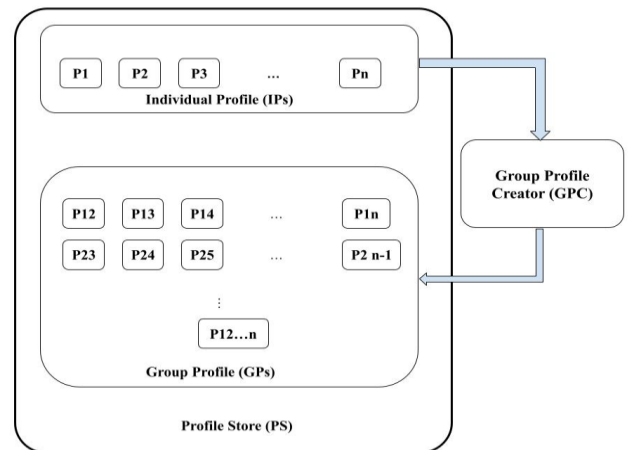 P1 P2 P3 ... Pn
Individual Profile (IPs)
Group Profile
Creator (GPC)
P12 P13 P14 ... P1n
P23 P24 P25 ... P2 n-1
⋮
P12...n
Group Profile (GPs)
Profile Store (PS)